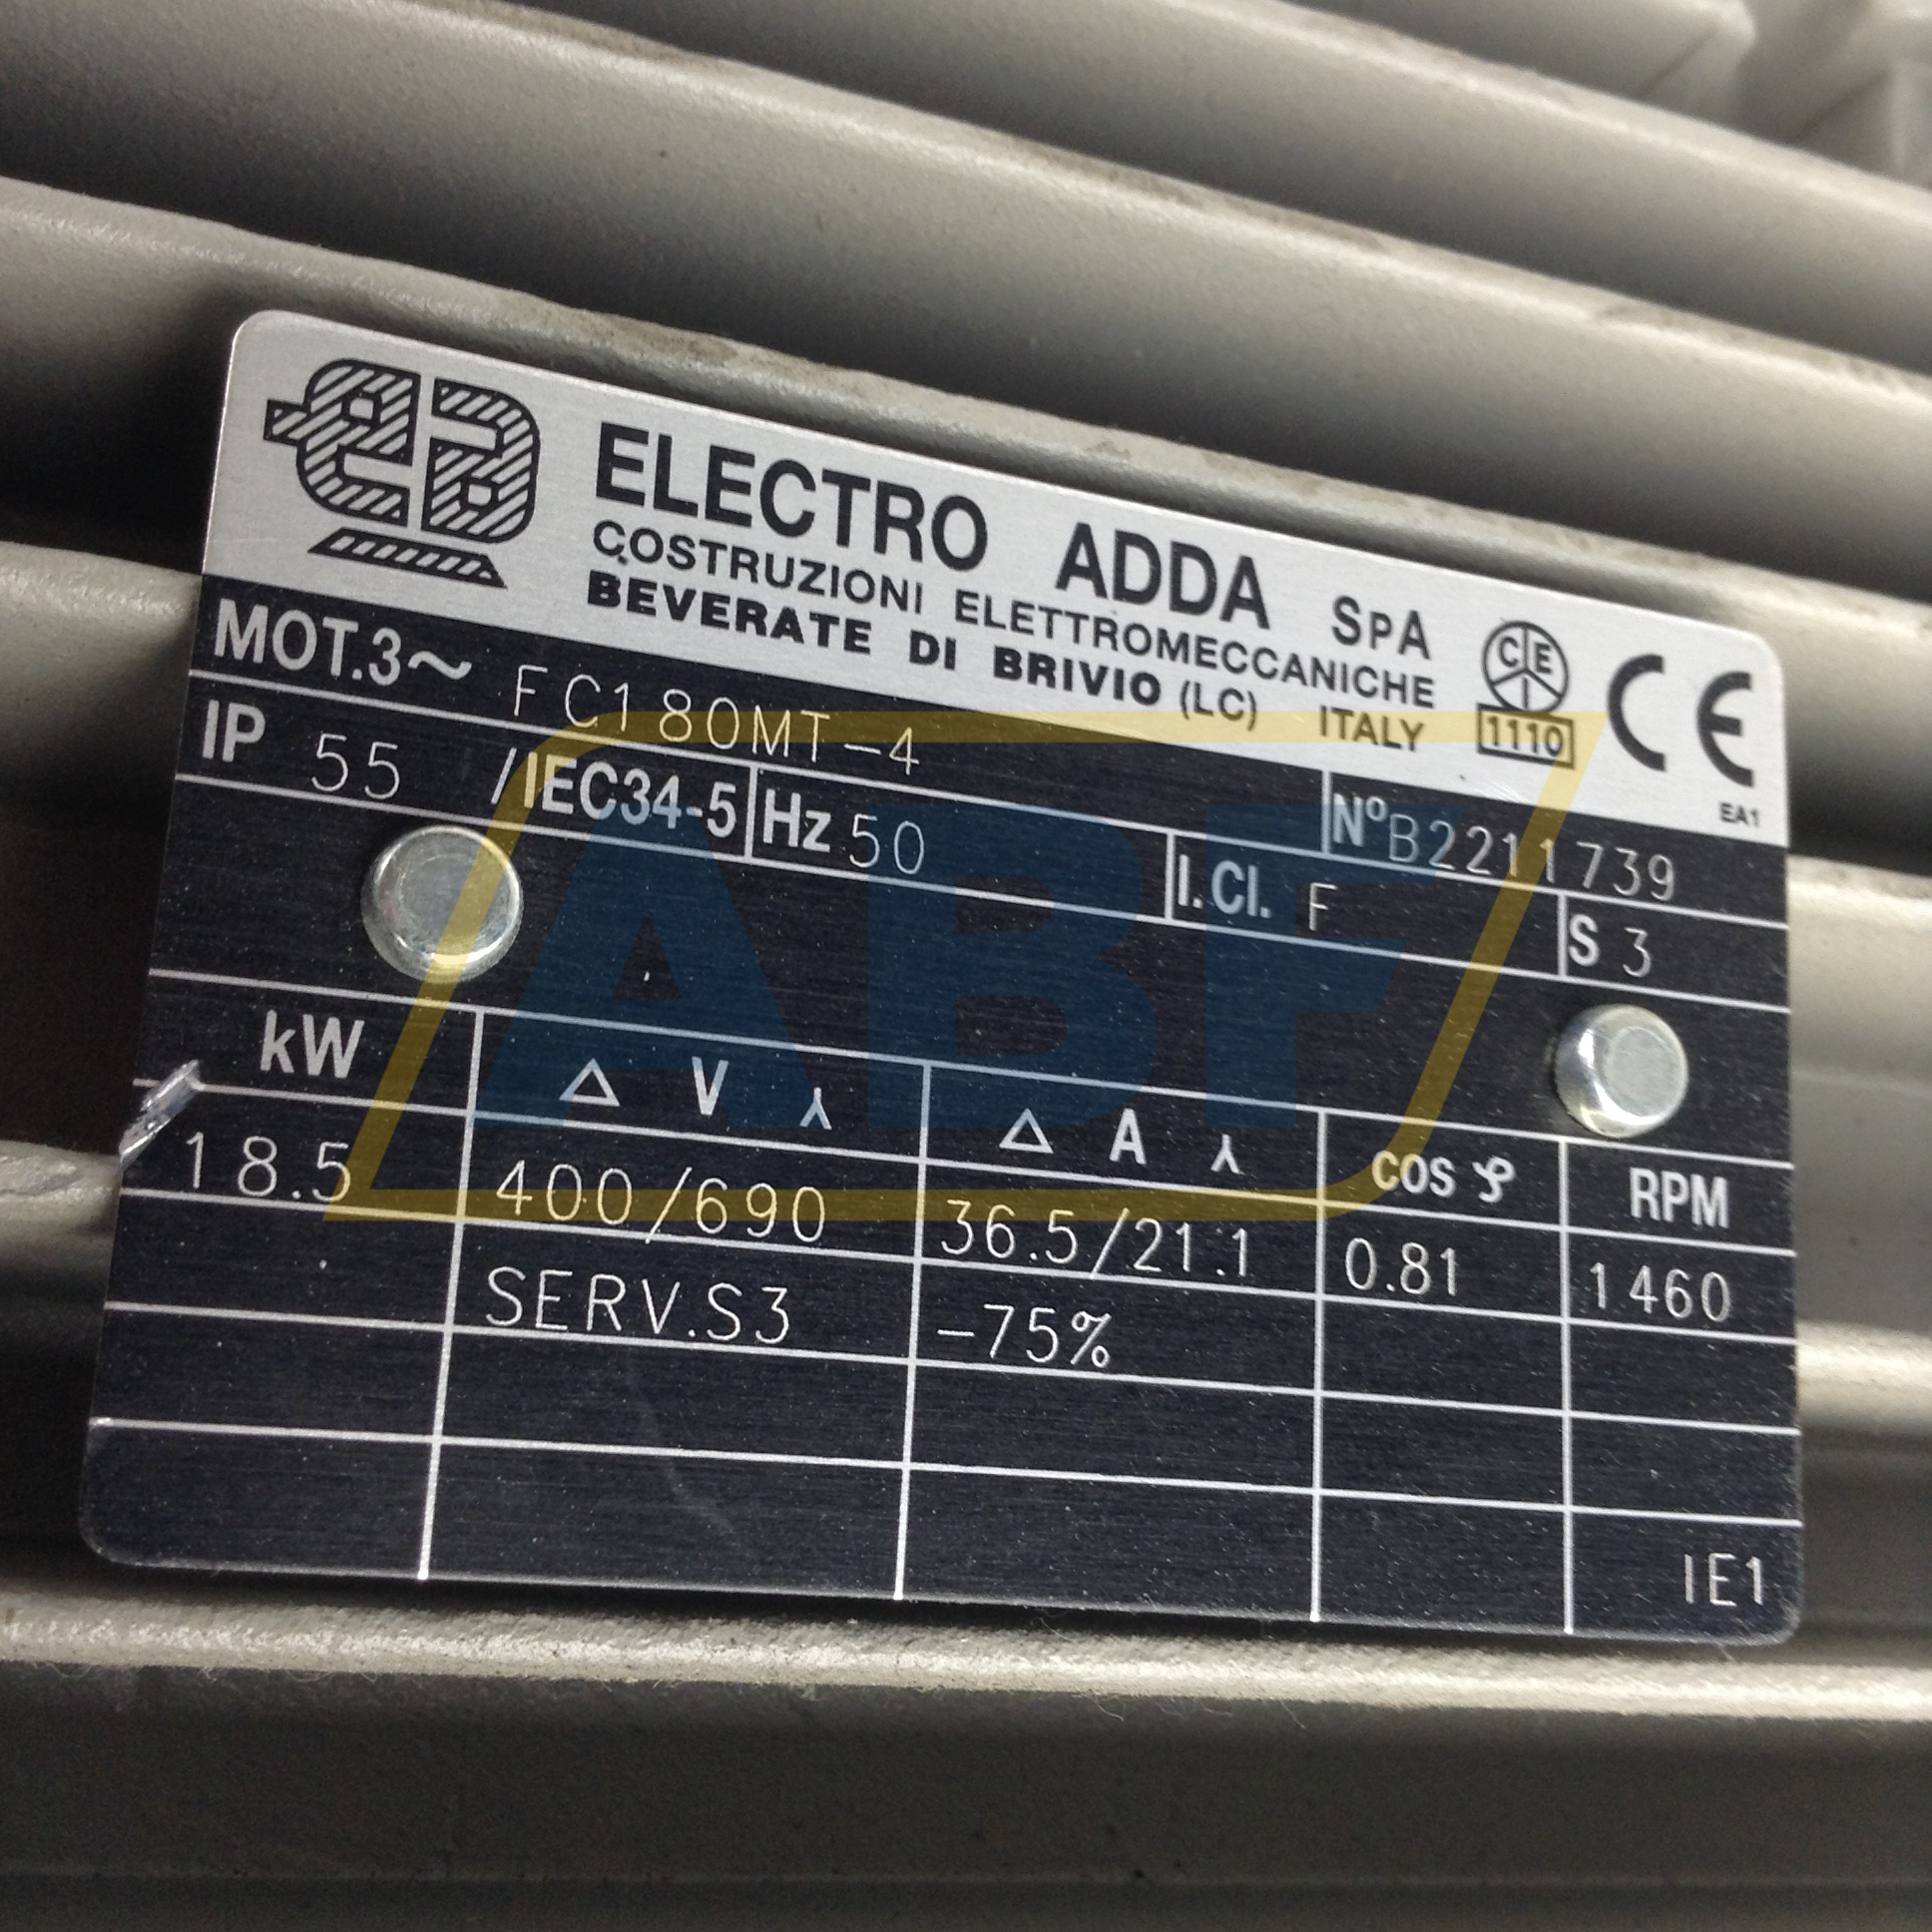 ELECTRO ADDA SpA
COSTRUZIONI ELETTROMECCANICHE
BEVERATE DI BRIVIO (LC) ITALY
CIE
1110
CE
EA1
MOT.3~ FC180MT-4 Nº B2211739
IP 55 /IEC34-5 Hz 50 I.Cl. F S 3
kW Δ V ⅄ Δ A ⅄ COS φ RPM
18.5 400/690 36.5/21.1 0.81 1460
SERV.S3 -75%
IE1
ABF